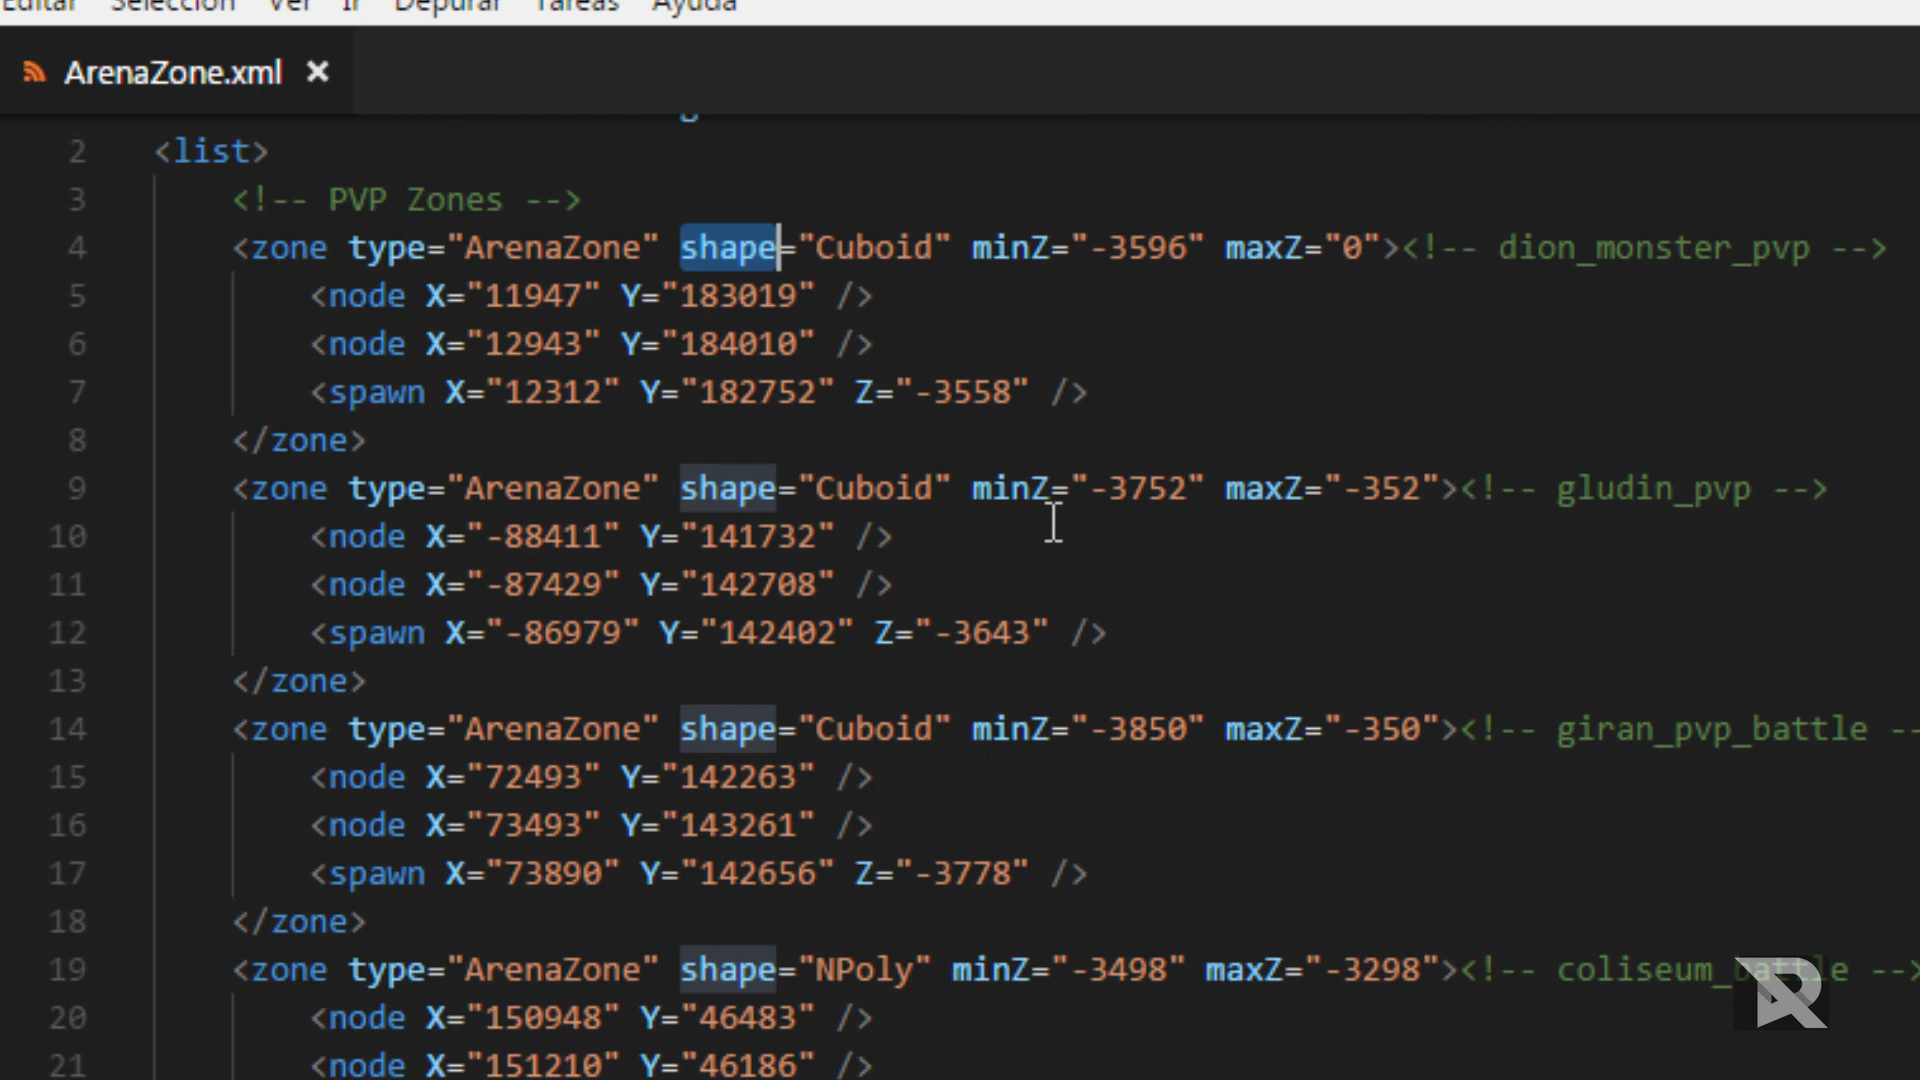 Editar Selección Ver Ir Depurar Tareas Ayuda
ArenaZone.xml ×
2 <list>
3 <!-- PVP Zones -->
4 <zone type="ArenaZone" shape="Cuboid" minZ="-3596" maxZ="0"><!-- dion_monster_pvp -->
5 <node X="11947" Y="183019" />
6 <node X="12943" Y="184010" />
7 <spawn X="12312" Y="182752" Z="-3558" />
8 </zone>
9 <zone type="ArenaZone" shape="Cuboid" minZ="-3752" maxZ="-352"><!-- gludin_pvp -->
10 <node X="-88411" Y="141732" />
11 <node X="-87429" Y="142708" />
12 <spawn X="-86979" Y="142402" Z="-3643" />
13 </zone>
14 <zone type="ArenaZone" shape="Cuboid" minZ="-3850" maxZ="-350"><!-- giran_pvp_battle --
15 <node X="72493" Y="142263" />
16 <node X="73493" Y="143261" />
17 <spawn X="73890" Y="142656" Z="-3778" />
18 </zone>
19 <zone type="ArenaZone" shape="NPoly" minZ="-3498" maxZ="-3298"><!-- coliseum_battle -->
20 <node X="150948" Y="46483" />
21 <node X="151210" Y="46186" />